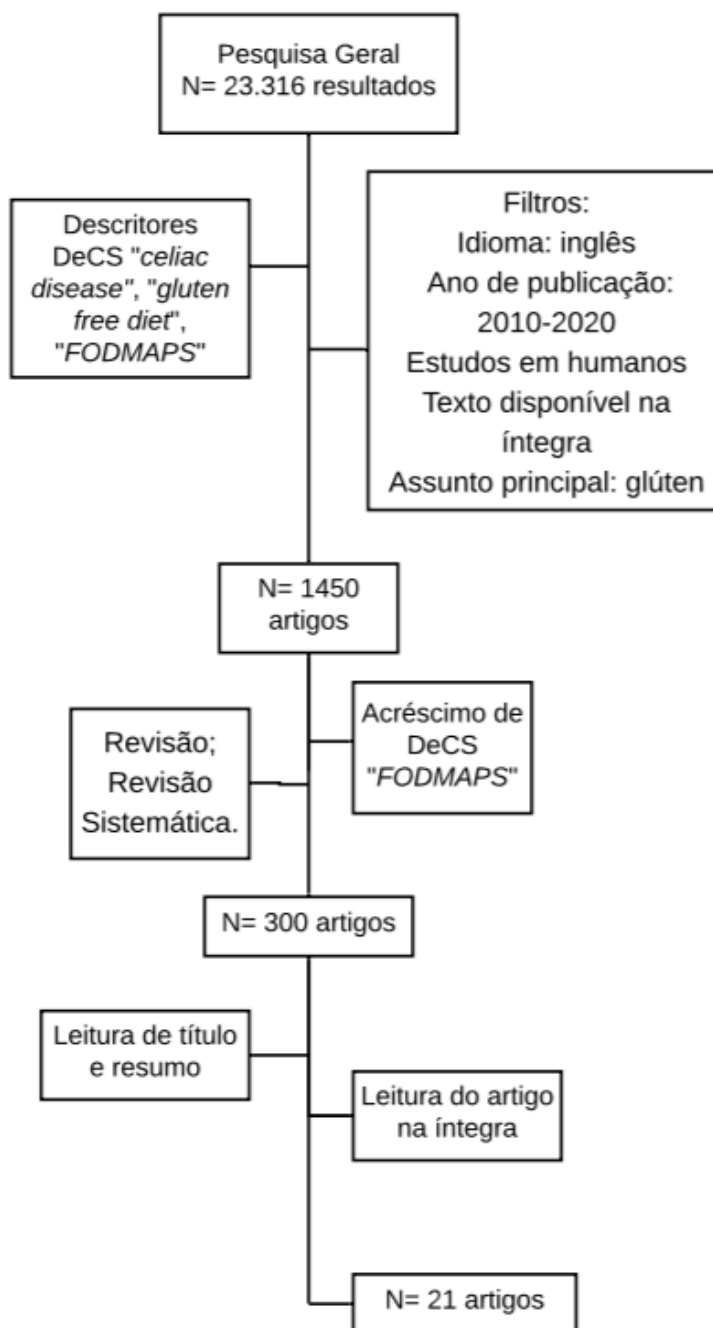 Pesquisa Geral
N= 23.316 resultados
Descritores
DeCS "celiac
disease", "gluten
free diet",
"FODMAPS"
Filtros:
Idioma: inglês
Ano de publicação:
2010-2020
Estudos em humanos
Texto disponível na
íntegra
Assunto principal: glúten
N= 1450
artigos
Revisão;
Revisão
Sistemática.
Acréscimo de
DeCS
"FODMAPS"
N= 300 artigos
Leitura de título
e resumo
Leitura do artigo
na íntegra
N= 21 artigos